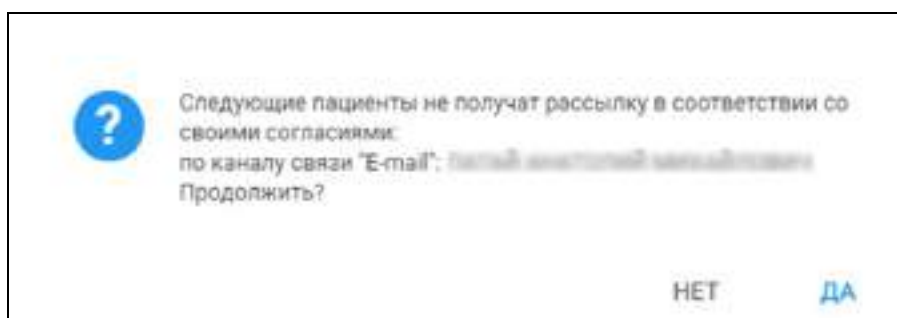 ?
Следующие пациенты не получат рассылку в соответствии со
своими согласиями:
по каналу связи "E-mail":
Продолжить?
НЕТ ДА